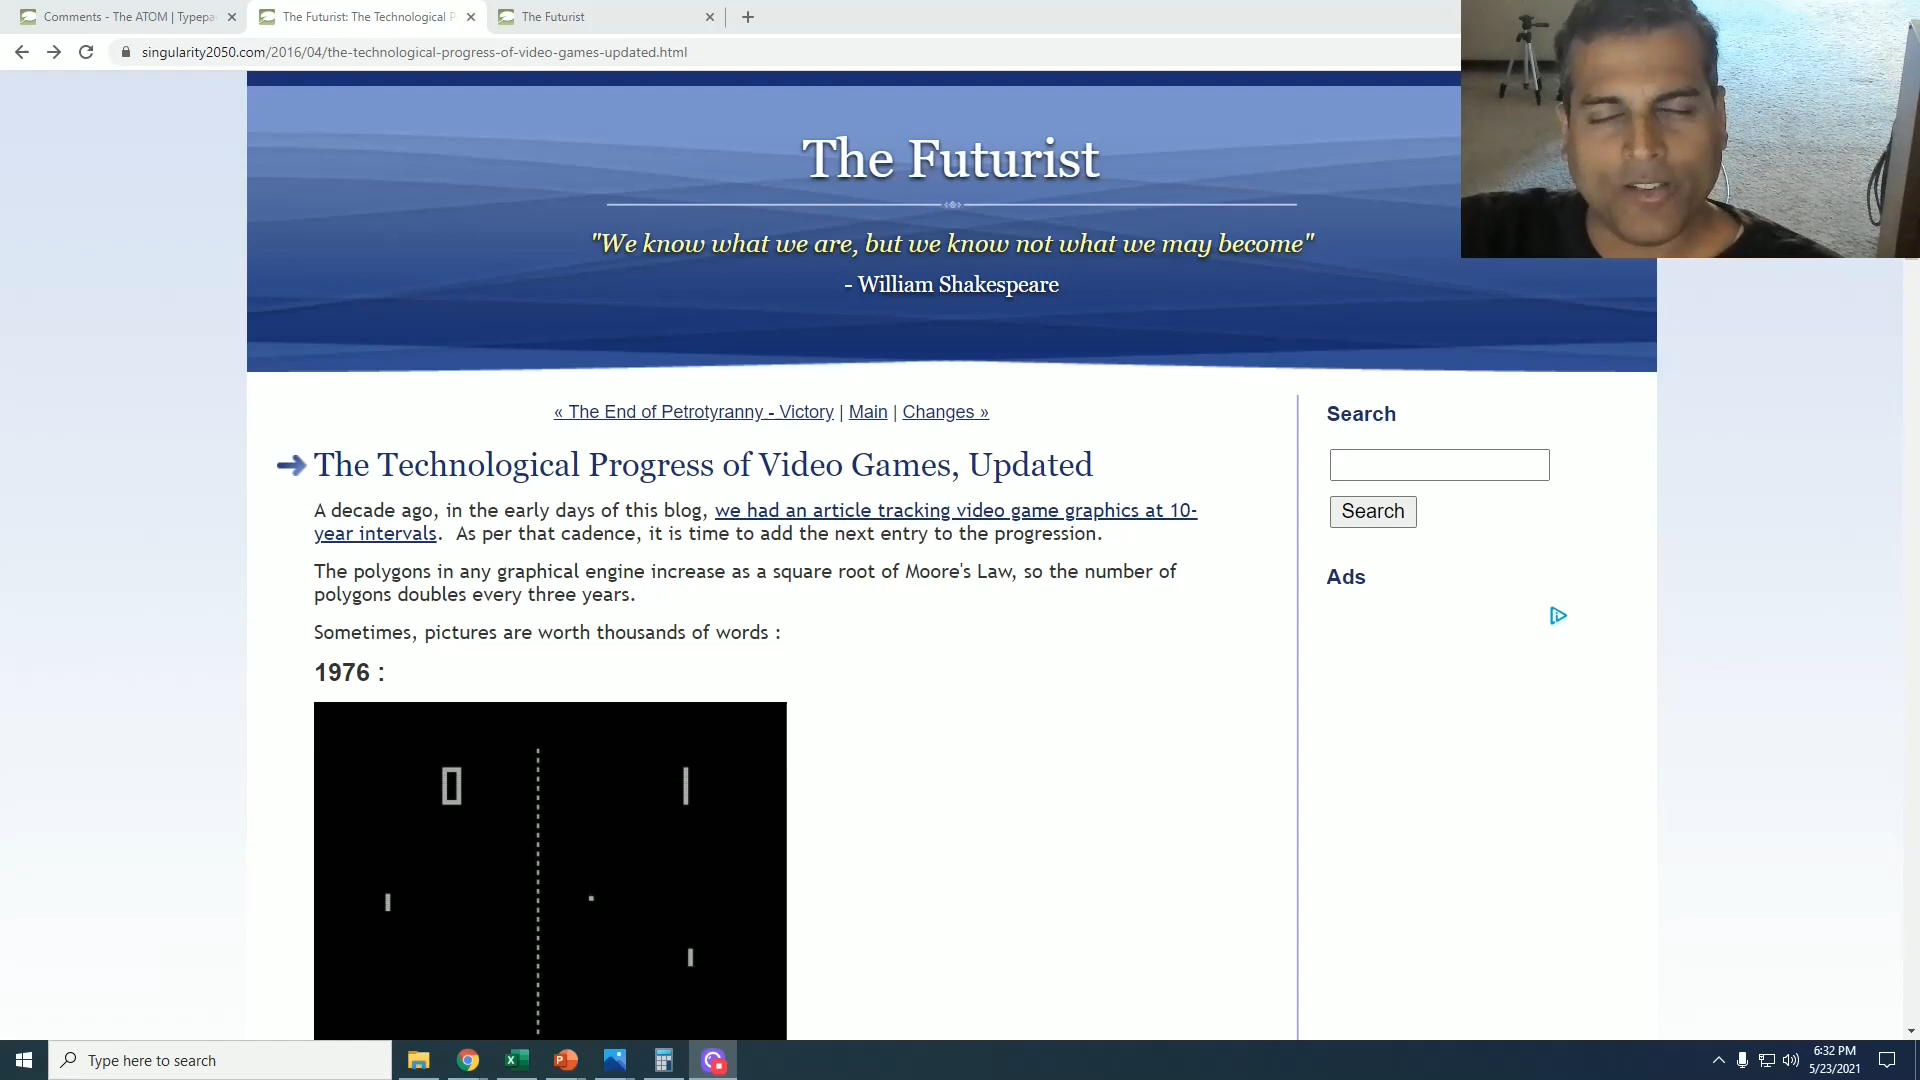 Comments - The ATOM | Typepa
The Futurist: The Technological P
The Futurist
singularity2050.com/2016/04/the-technological-progress-of-video-games-updated.html
The Futurist
"We know what we are, but we know not what we may become"
- William Shakespeare
« The End of Petrotyranny - Victory | Main | Changes »
The Technological Progress of Video Games, Updated
A decade ago, in the early days of this blog, we had an article tracking video game graphics at 10-
year intervals. As per that cadence, it is time to add the next entry to the progression.
The polygons in any graphical engine increase as a square root of Moore's Law, so the number of
polygons doubles every three years.
Sometimes, pictures are worth thousands of words :
1976 :
0 1
Search
Search
Ads
Type here to search
6:32 PM
5/23/2021